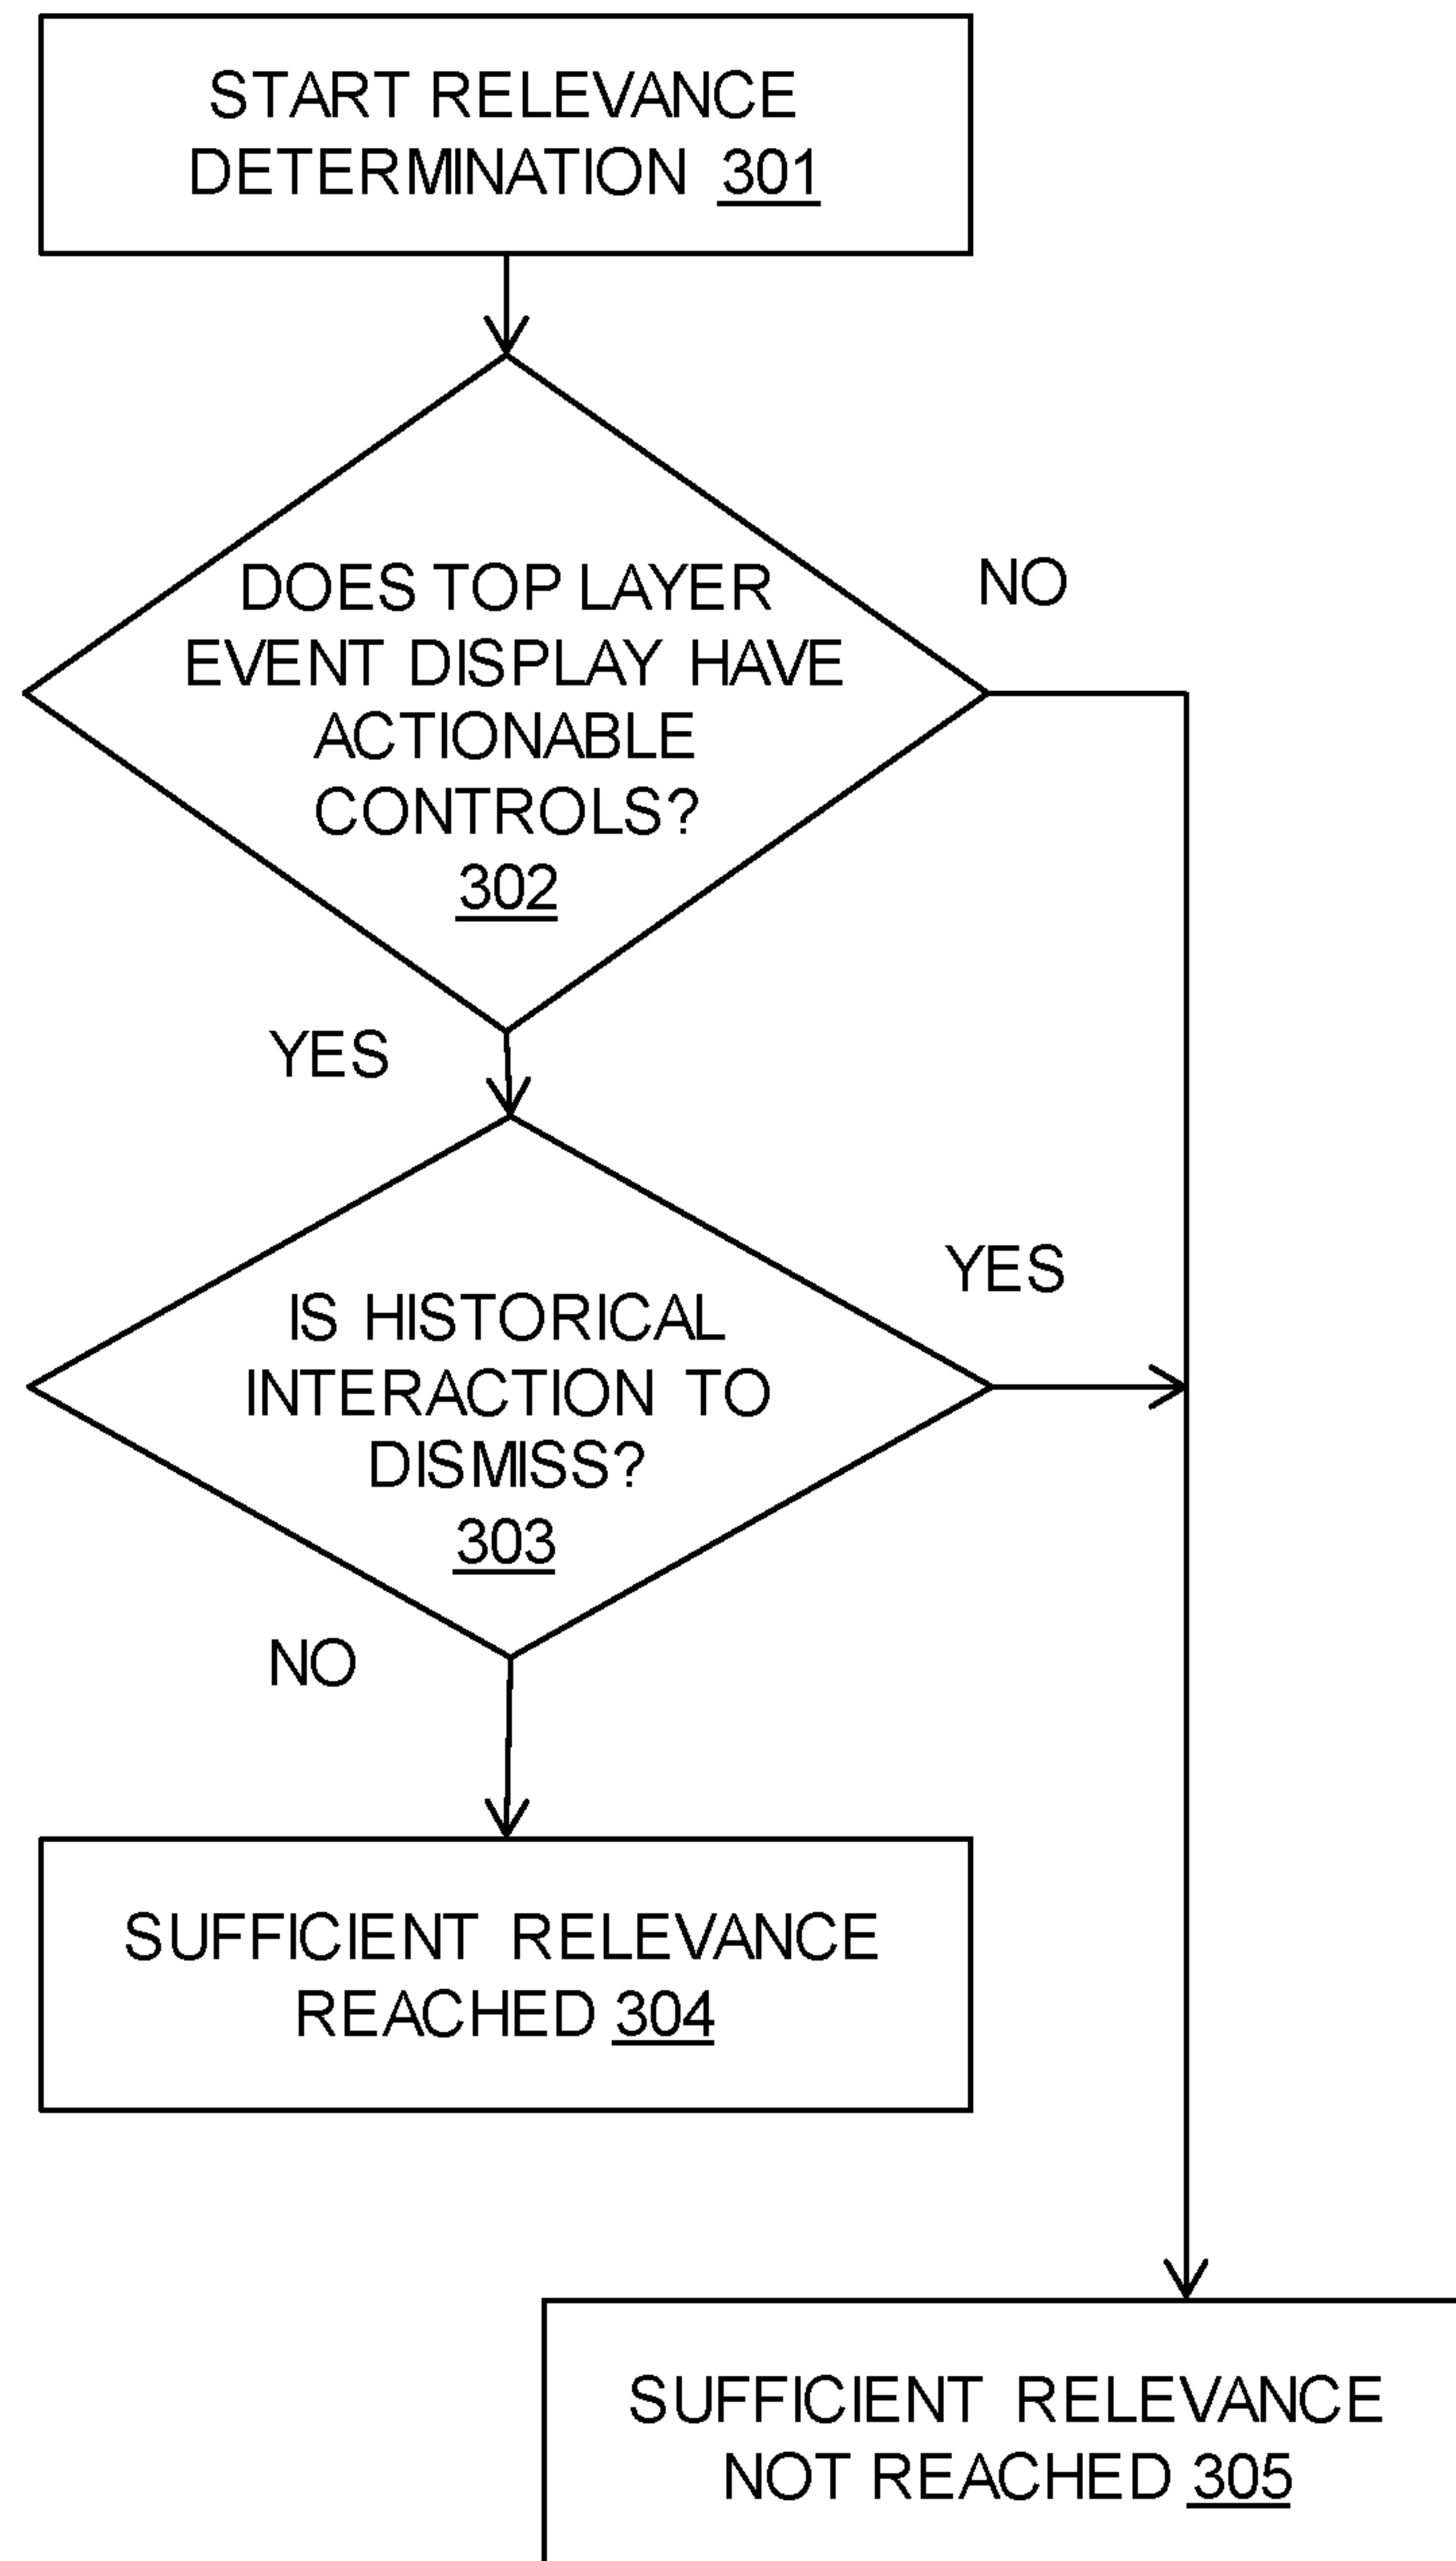 START RELEVANCE
DETERMINATION 301
DOES TOP LAYER
EVENT DISPLAY HAVE
ACTIONABLE
CONTROLS?
302
NO
YES
IS HISTORICAL
INTERACTION TO
DISMISS?
303
YES
NO
SUFFICIENT RELEVANCE
REACHED 304
SUFFICIENT RELEVANCE
NOT REACHED 305